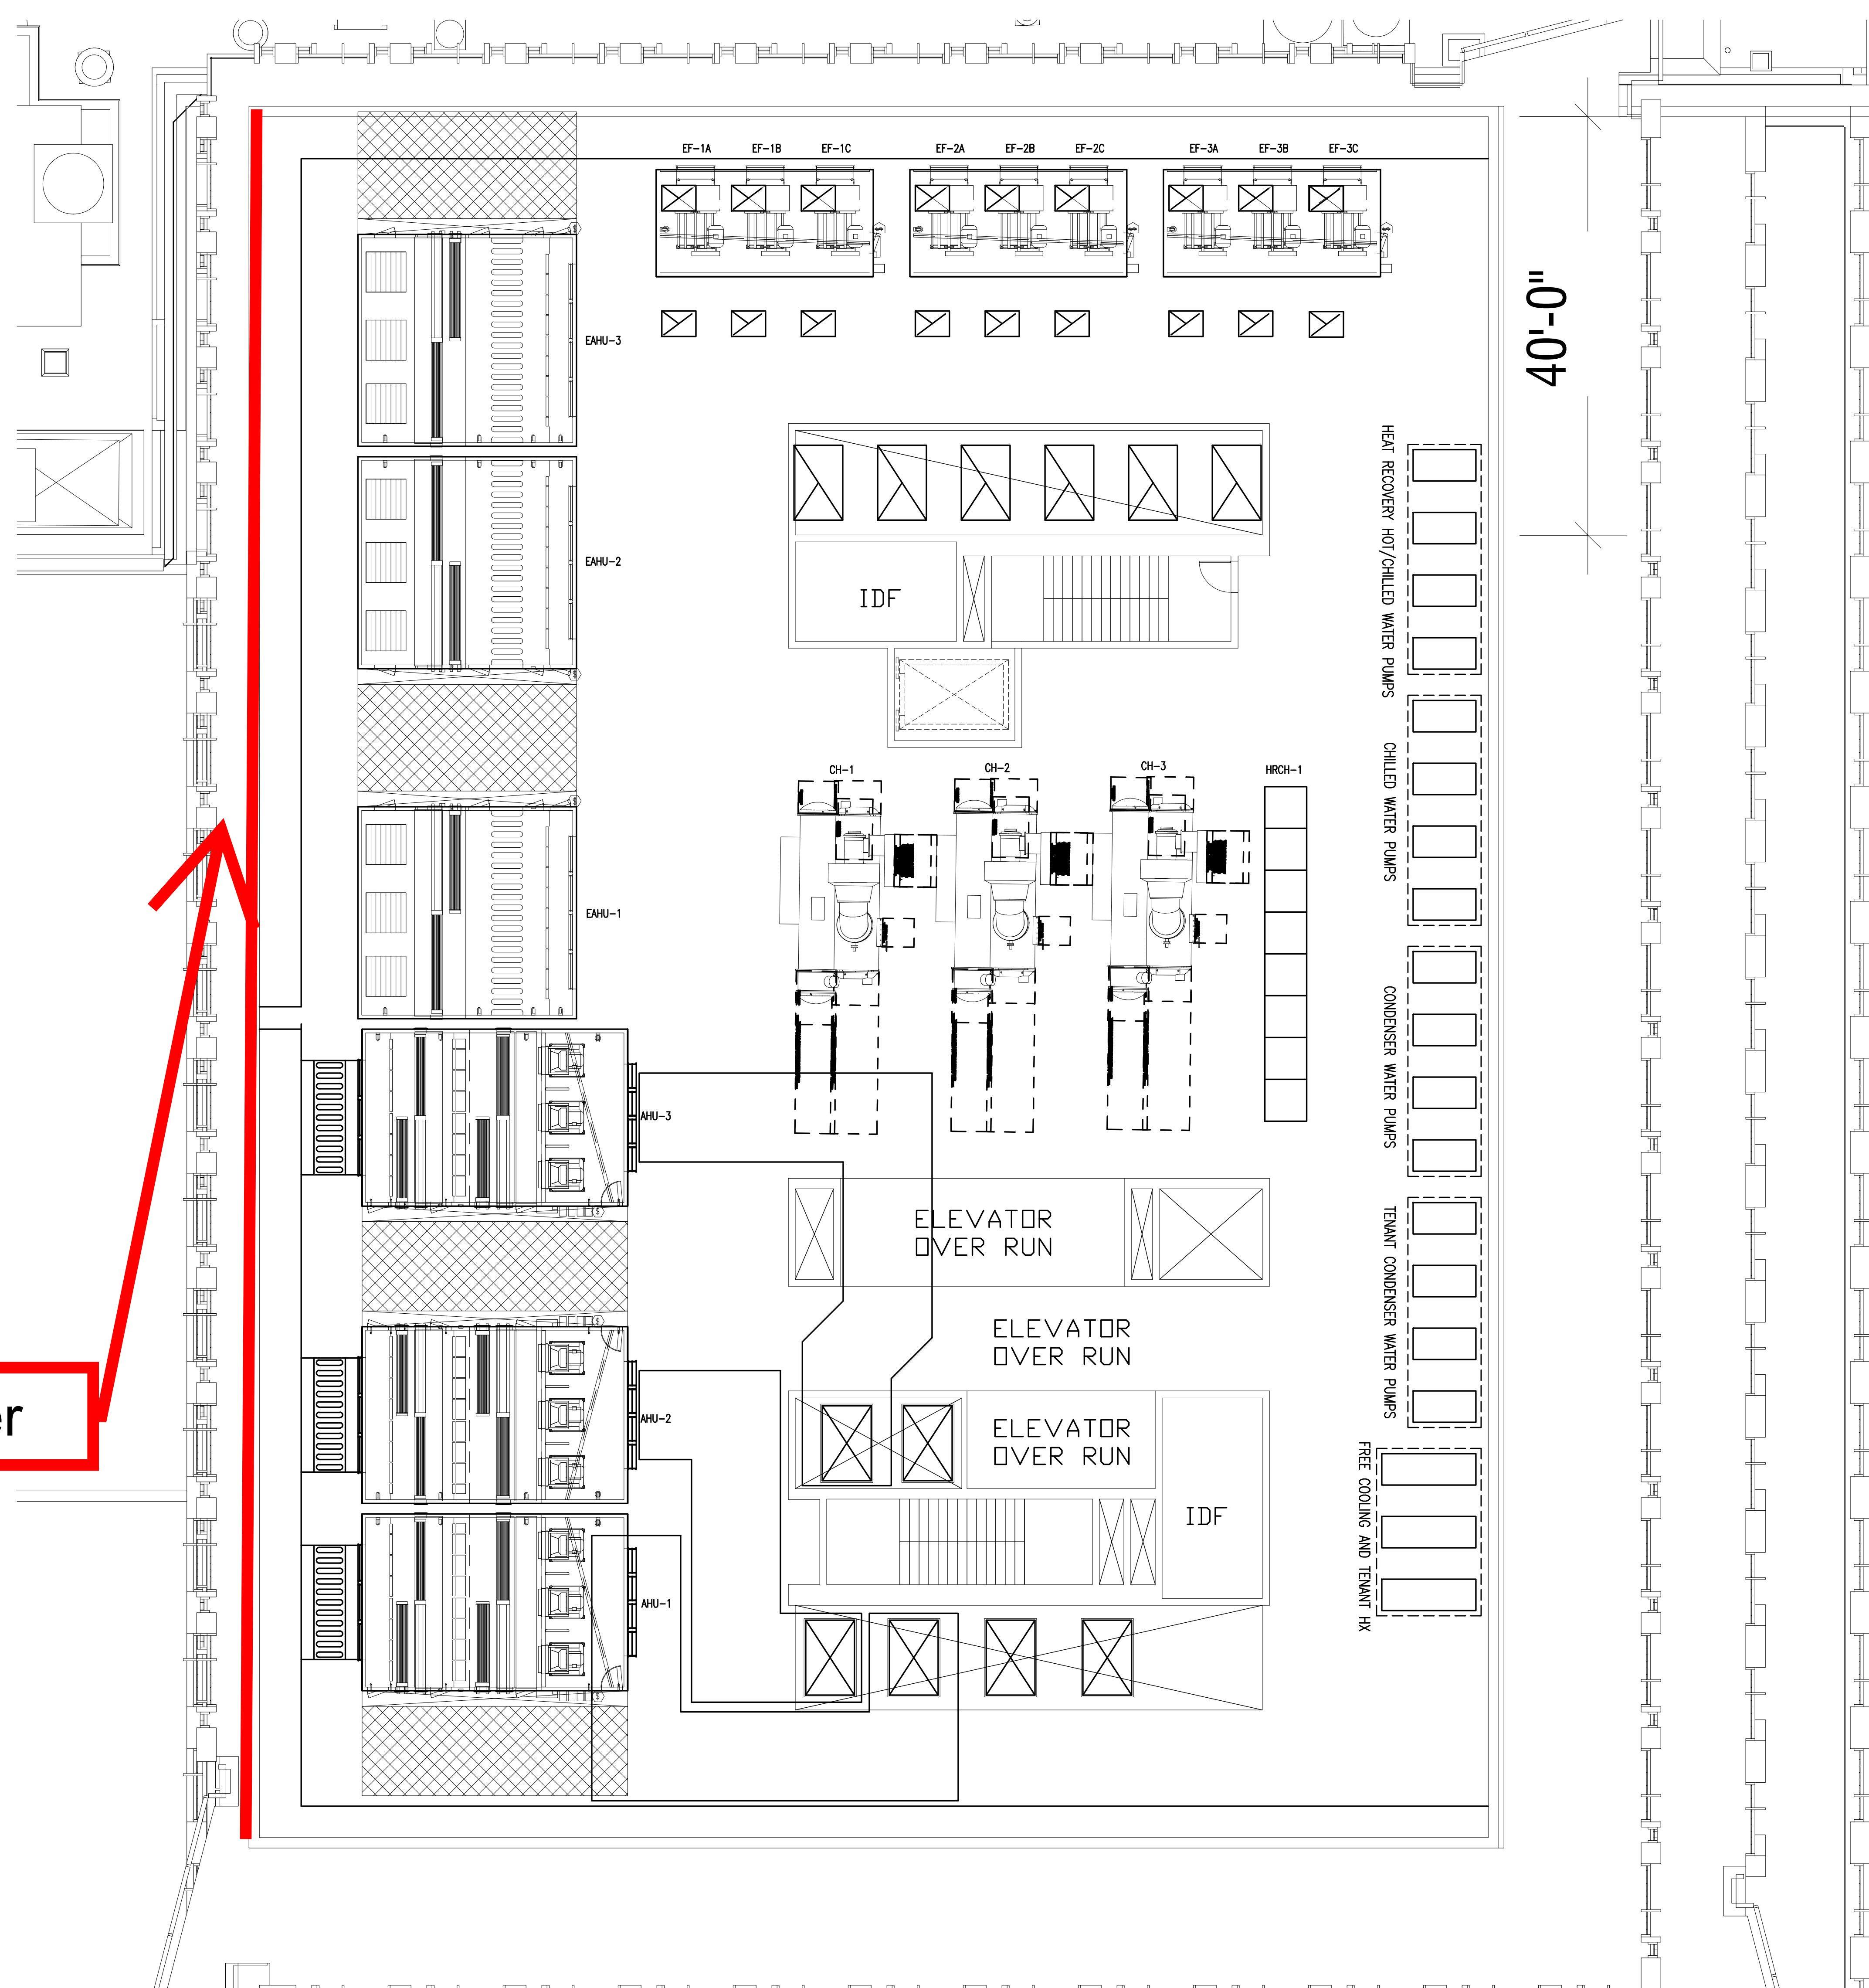 EF-1A
EF-1B
EF-1C
EF-2A
EF-2B
EF-2C
EF-3A
EF-3B
EF-3C
40'-0"
EAHU-3
EAHU-2
EAHU-1
HEAT RECOVERY HOT/CHILLED WATER PUMPS
IDF
CHILLED WATER PUMPS
CH-1
CH-2
CH-3
HRCH-1
CONDENSER WATER PUMPS
AHU-3
ELEVATOR
OVER RUN
TENANT CONDENSER WATER PUMPS
ELEVATOR
OVER RUN
AHU-2
ELEVATOR
OVER RUN
FREE COOLING AND TENANT HX
IDF
AHU-1